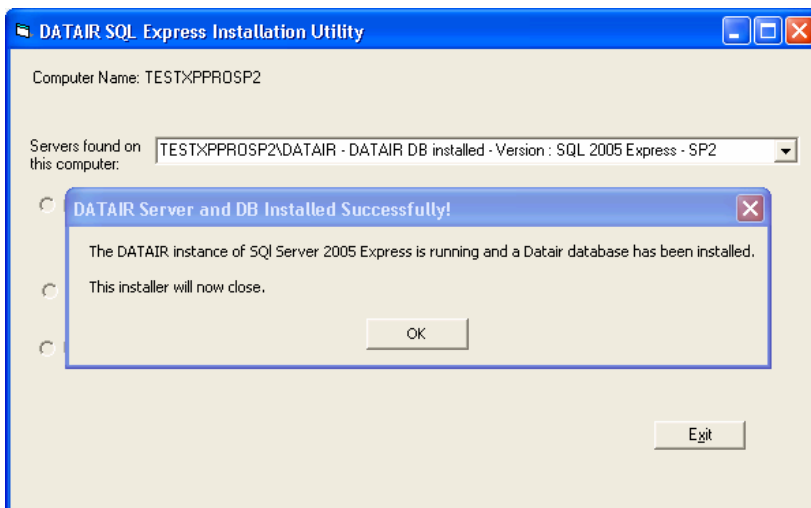 DATAIR SQL Express Installation Utility
Computer Name: TESTXPPROSP2
Servers found on
this computer:
TESTXPPROSP2\DATAIR - DATAIR DB installed - Version : SQL 2005 Express - SP2
DATAIR Server and DB Installed Successfully!
The DATAIR instance of SQl Server 2005 Express is running and a Datair database has been installed.
This installer will now close.
OK
Exit